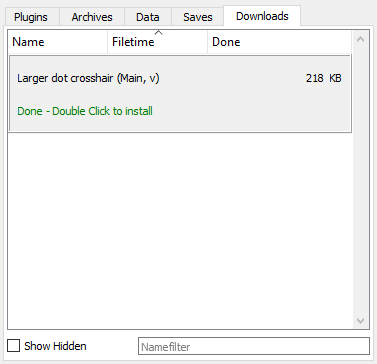 Plugins Archives Data Saves Downloads
Name Filetime Done
Larger dot crosshair (Main, v) 218 KB
Done - Double Click to install
Show Hidden Namefilter